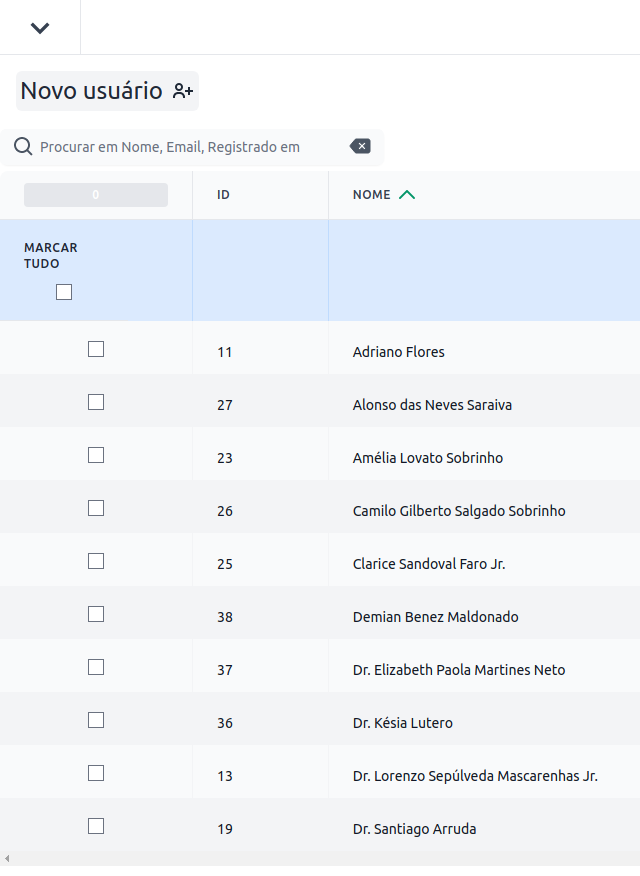 Novo usuário
Procurar em Nome, Email, Registrado em
0 ID NOME
MARCAR
TUDO
11 Adriano Flores
27 Alonso das Neves Saraiva
23 Amélia Lovato Sobrinho
26 Camilo Gilberto Salgado Sobrinho
25 Clarice Sandoval Faro Jr.
38 Demian Benez Maldonado
37 Dr. Elizabeth Paola Martines Neto
36 Dr. Késia Lutero
13 Dr. Lorenzo Sepúlveda Mascarenhas Jr.
19 Dr. Santiago Arruda